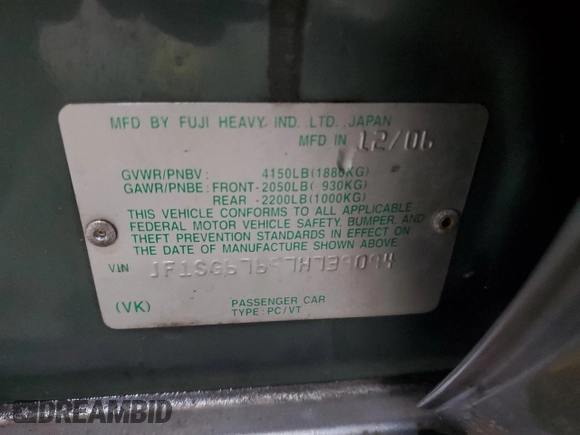 MFD BY FUJI HEAVY IND. LTD. JAPAN
MFD IN 12/06
GVWR/PNBV: 4150LB(1880KG)
GAWR/PNBE: FRONT-2050LB( 930KG)
REAR -2200LB(1000KG)
THIS VEHICLE CONFORMS TO ALL APPLICABLE
FEDERAL MOTOR VEHICLE SAFETY, BUMPER, AND
THEFT PREVENTION STANDARDS IN EFFECT ON
THE DATE OF MANUFACTURE SHOWN ABOVE.
VIN
(VK) PASSENGER CAR
TYPE: PC/VT
DREAMBID